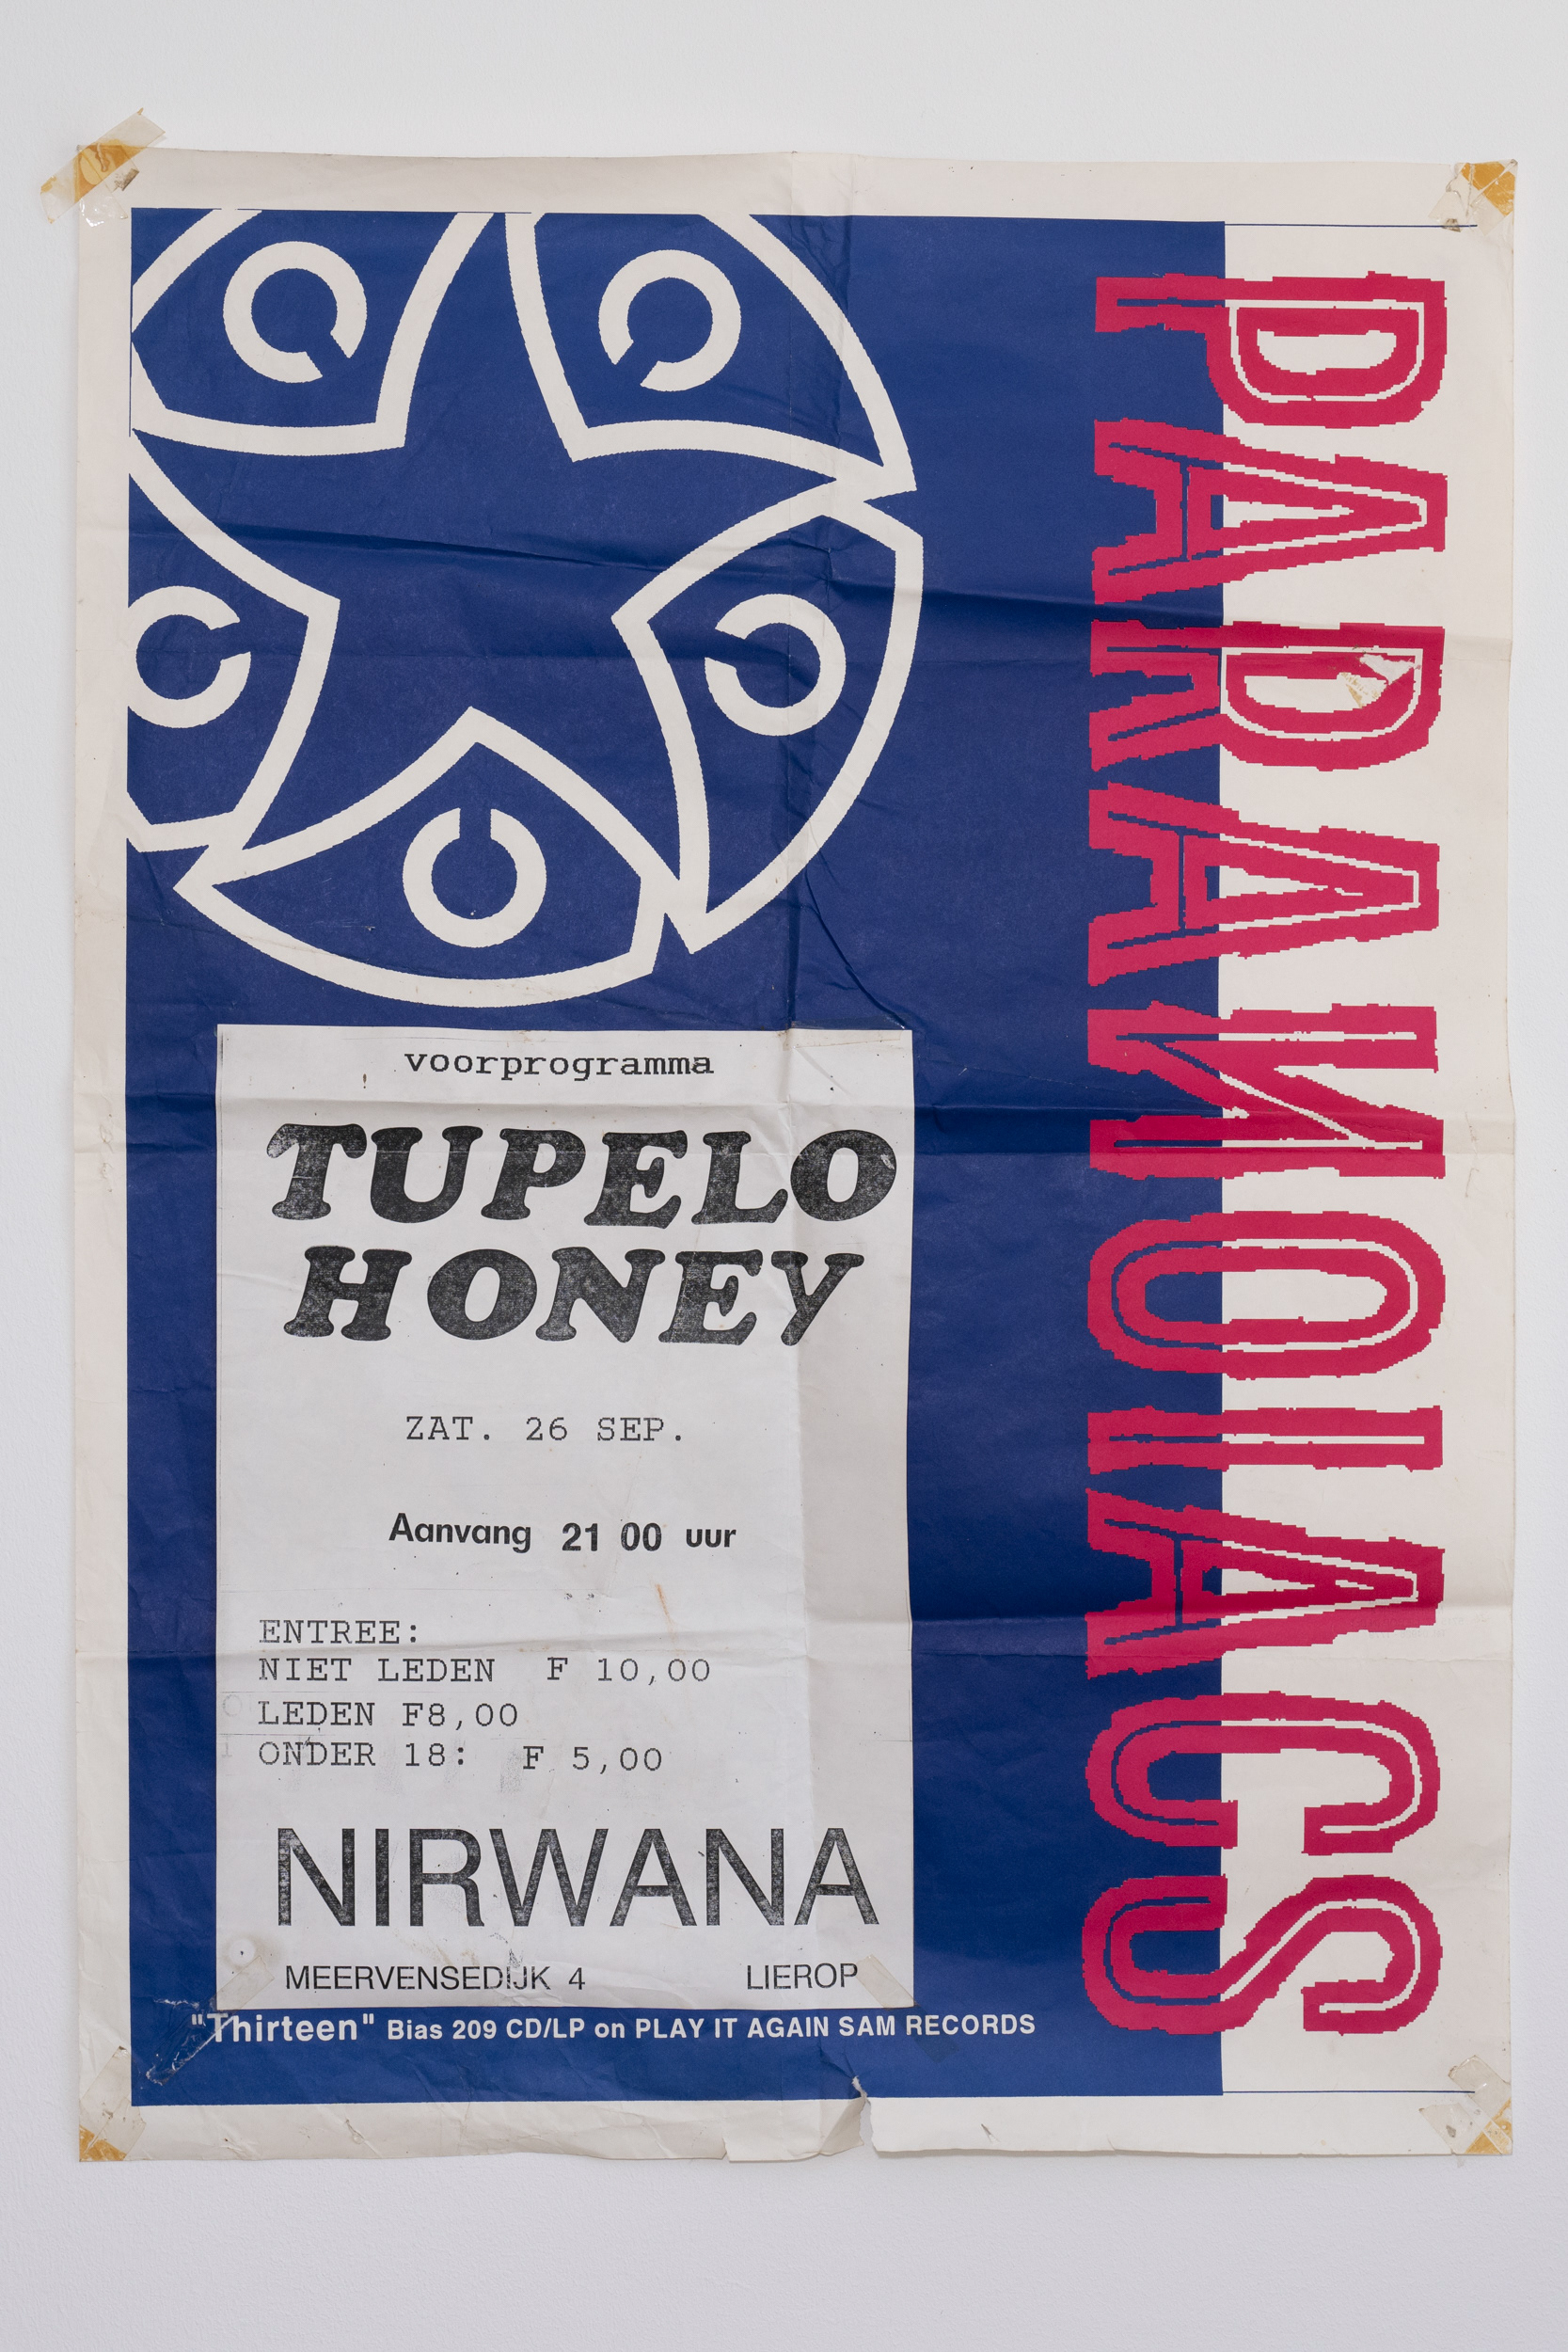 PARANOIACS
voorprogramma
TUPELO
HONEY
ZAT. 26 SEP.
Aanvang 21 00 uur
ENTREE:
NIET LEDEN F 10,00
LEDEN F8,00
ONDER 18: F 5,00
NIRWANA
MEERVENSEDIJK 4 LIEROP
"Thirteen" Bias 209 CD/LP on PLAY IT AGAIN SAM RECORDS